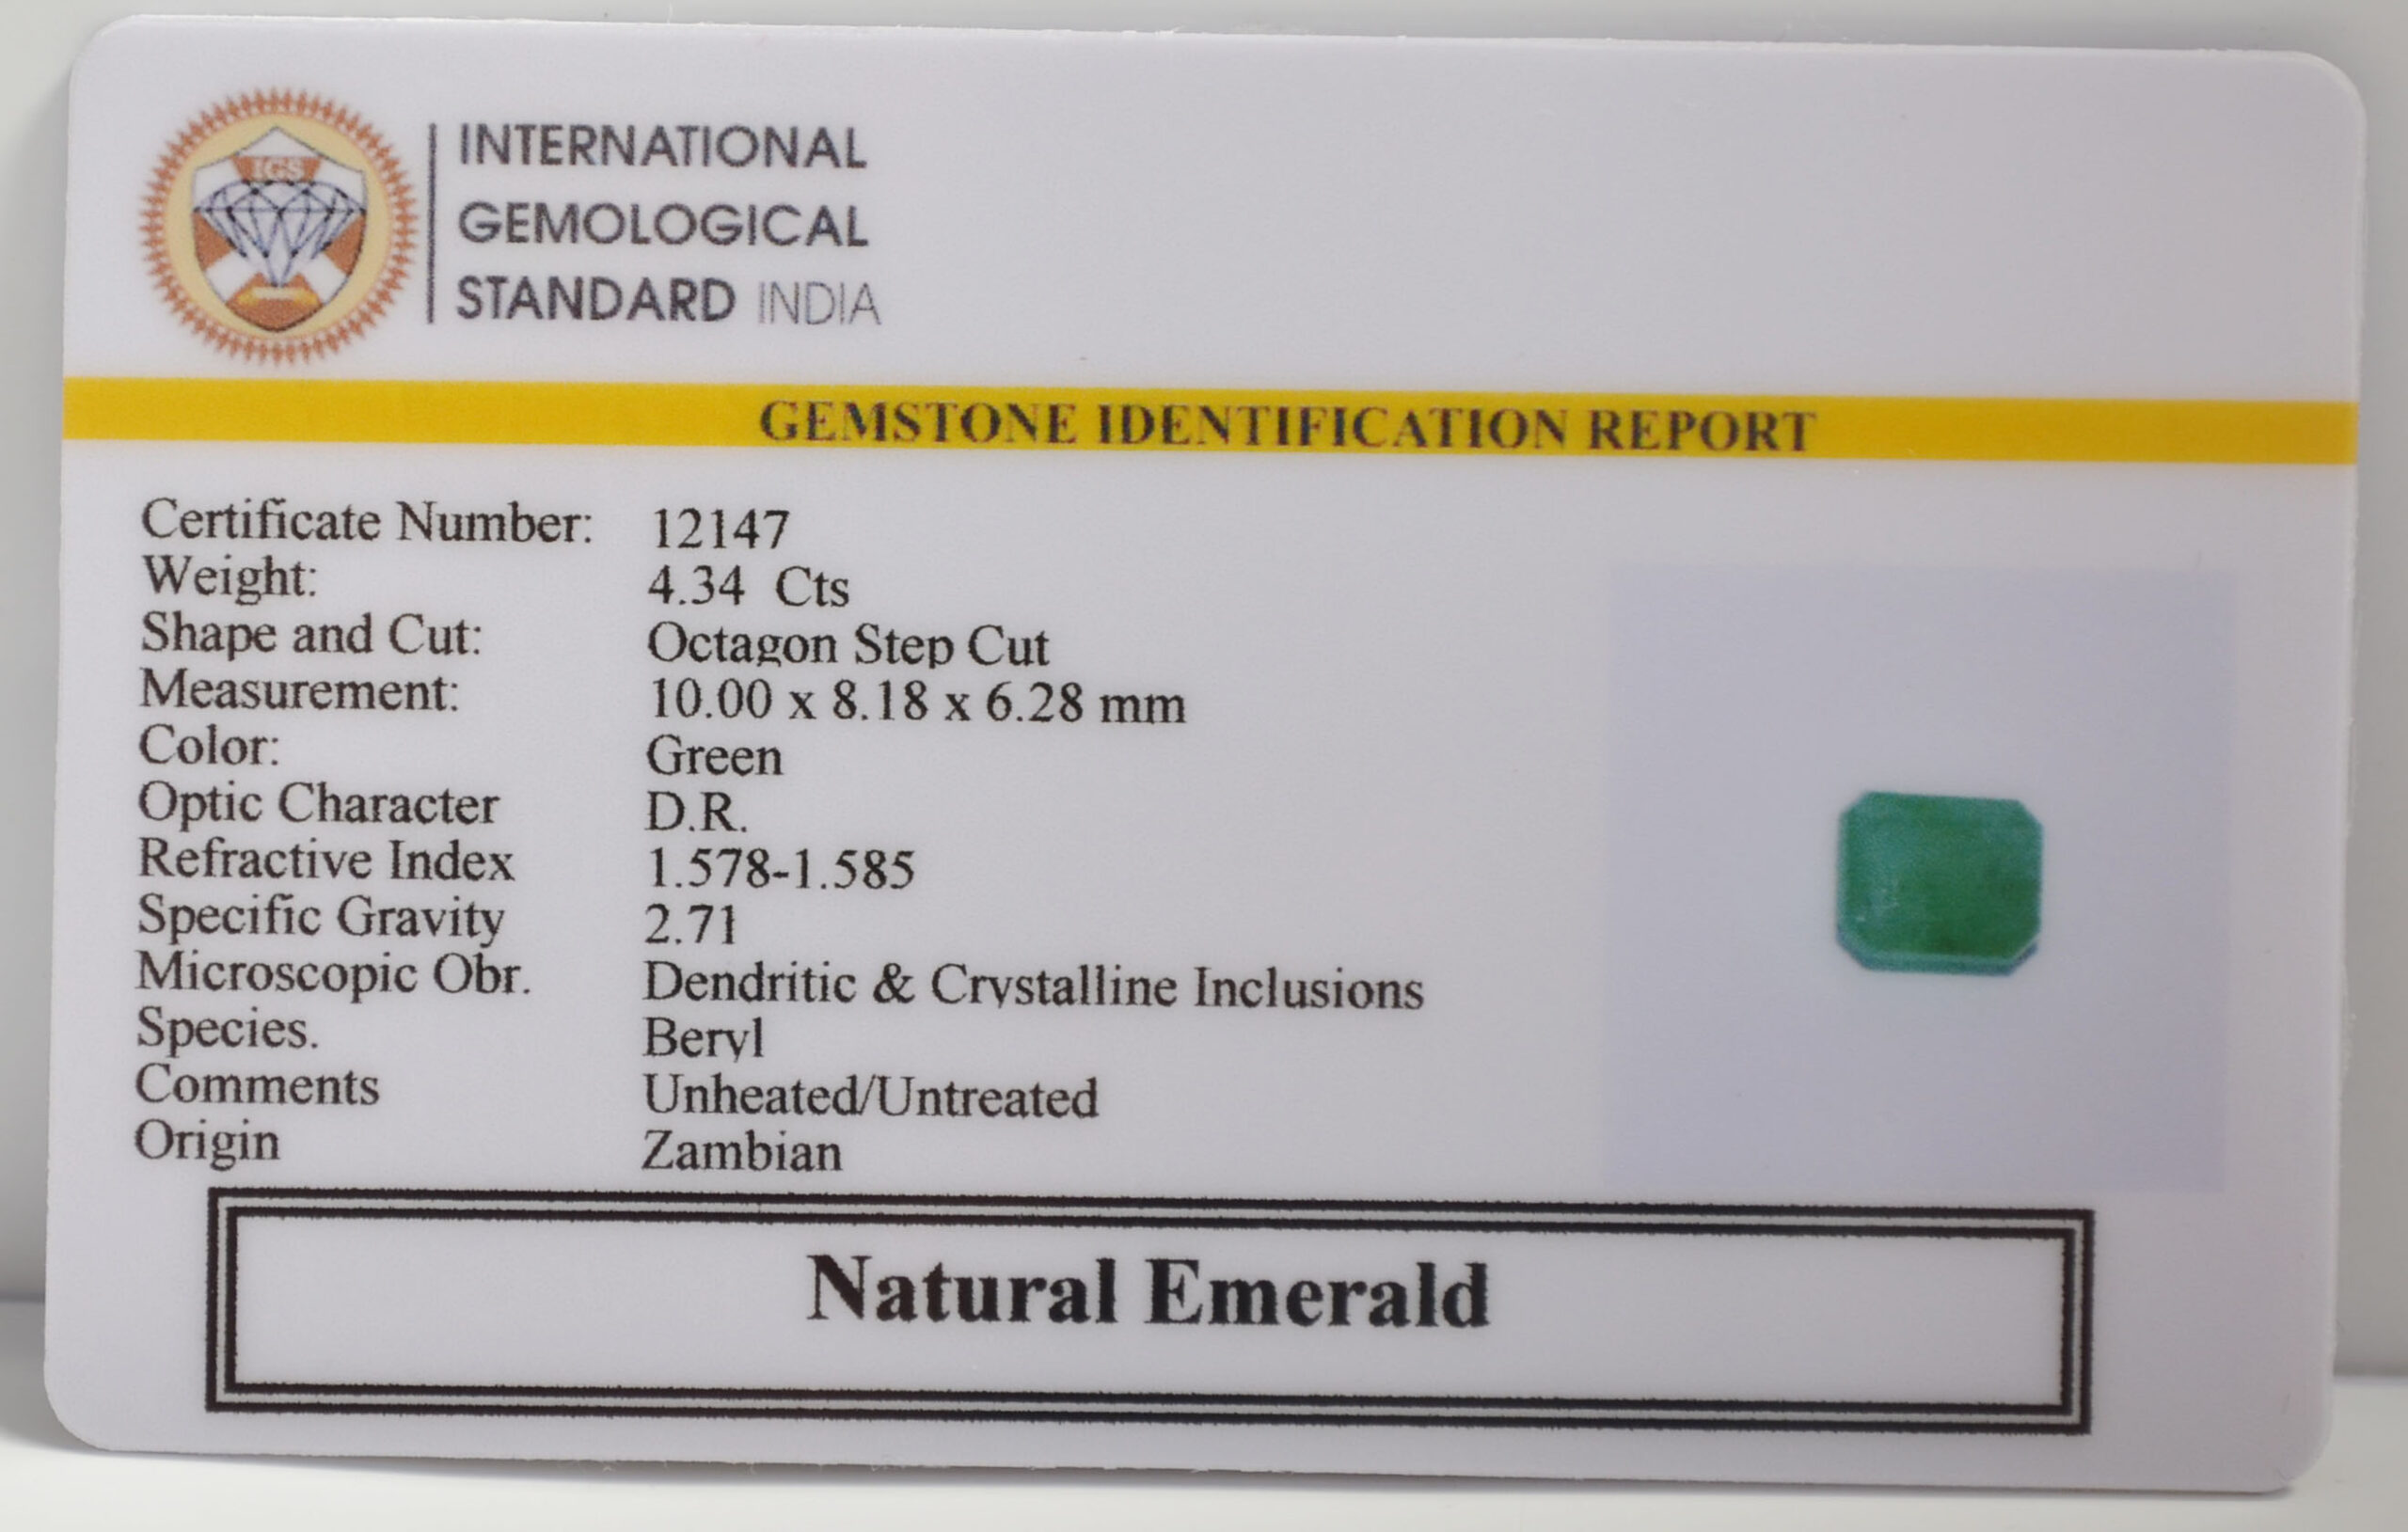 IGS
INTERNATIONAL
GEMOLOGICAL
STANDARD INDIA
GEMSTONE IDENTIFICATION REPORT
Certificate Number: 12147
Weight: 4.34 Cts
Shape and Cut: Octagon Step Cut
Measurement: 10.00 x 8.18 x 6.28 mm
Color: Green
Optic Character D.R.
Refractive Index 1.578-1.585
Specific Gravity 2.71
Microscopic Obr. Dendritic & Crystalline Inclusions
Species. Beryl
Comments Unheated/Untreated
Origin Zambian
Natural Emerald